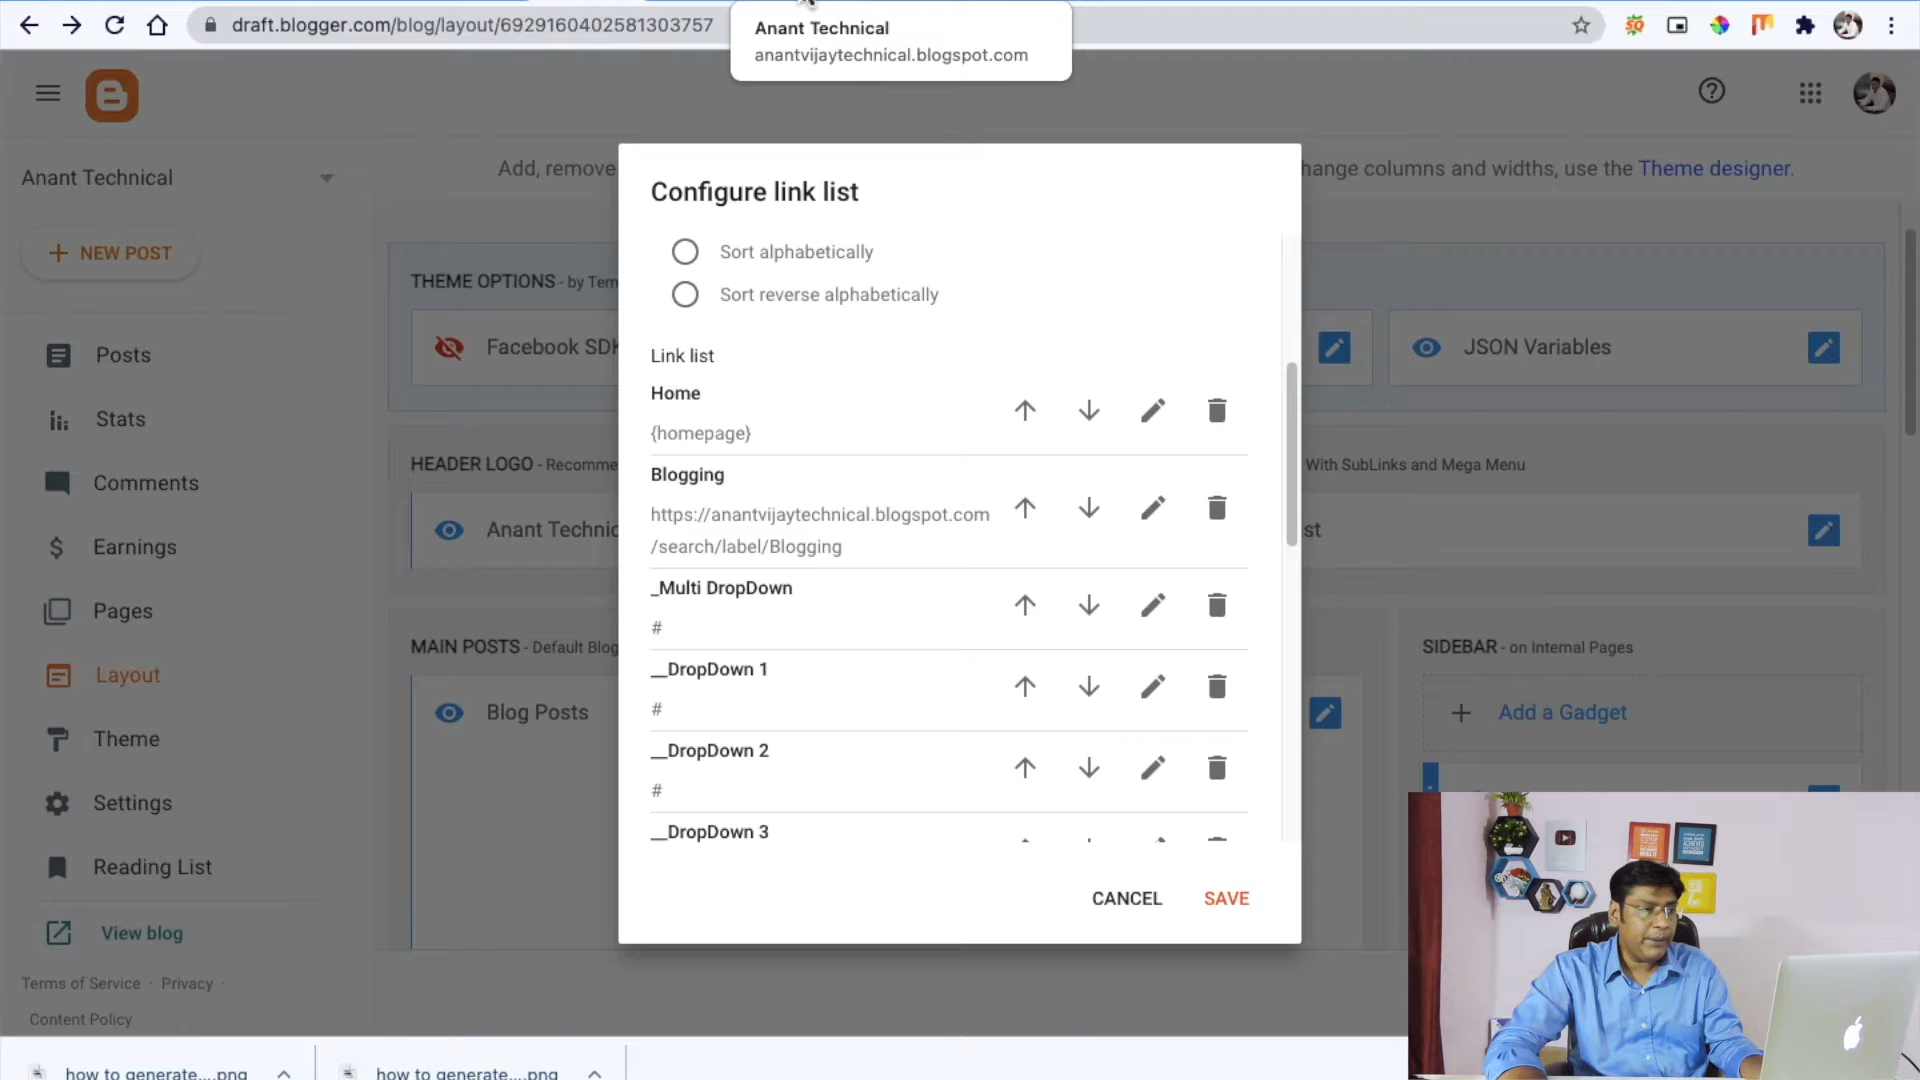 draft.blogger.com/blog/layout/6929160402581303757
Anant Technical
anantvijaytechnical.blogspot.com
Anant Technical
Add, remove
hange columns and widths, use the Theme designer.
NEW POST
Posts
Stats
Comments
Earnings
Pages
Layout
Theme
Settings
Reading List
View blog
Terms of Service · Privacy ·
Content Policy
THEME OPTIONS - by Tem
Facebook SDK
JSON Variables
HEADER LOGO - Recomme
With SubLinks and Mega Menu
Anant Technic
st
MAIN POSTS - Default Blog
Blog Posts
SIDEBAR - on Internal Pages
Add a Gadget
Configure link list
Sort alphabetically
Sort reverse alphabetically
Link list
Home
{homepage}
Blogging
https://anantvijaytechnical.blogspot.com
/search/label/Blogging
_Multi DropDown
#
__DropDown 1
#
__DropDown 2
#
__DropDown 3
CANCEL
SAVE
how to generate....png
how to generate....png